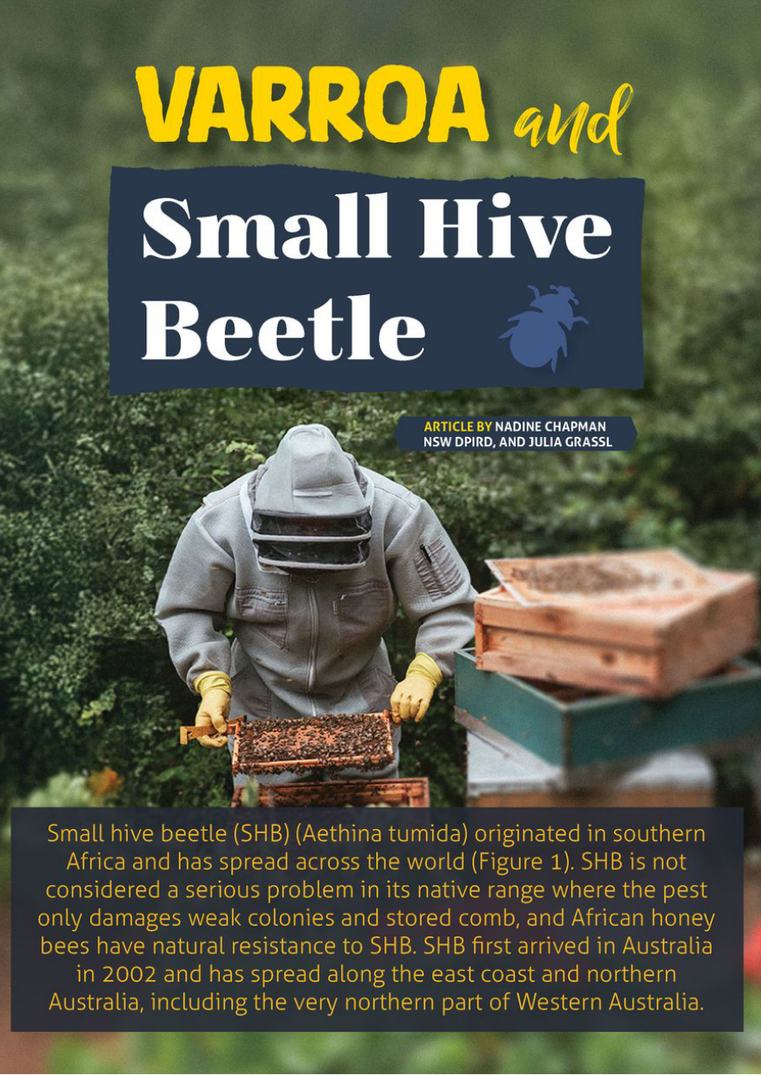 VARROA and
Small Hive
Beetle
ARTICLE BY NADINE CHAPMAN
NSW DPIRD, AND JULIA GRASSL
Small hive beetle (SHB) (Aethina tumida) originated in southern
Africa and has spread across the world (Figure 1). SHB is not
considered a serious problem in its native range where the pest
only damages weak colonies and stored comb, and African honey
bees have natural resistance to SHB. SHB first arrived in Australia
in 2002 and has spread along the east coast and northern
Australia, including the very northern part of Western Australia.